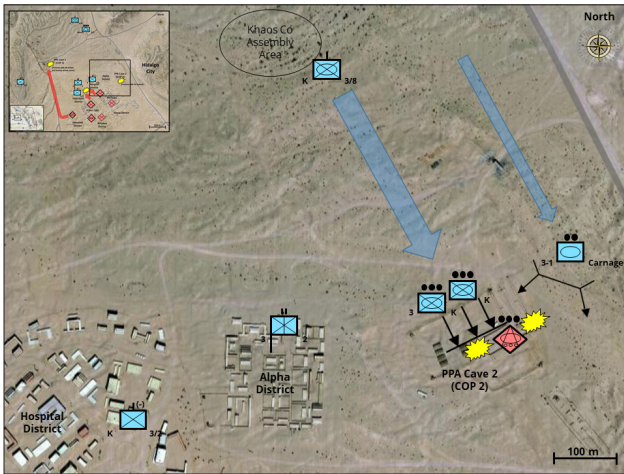 North
Hidalgo
City
Khaos Co
Assembly
Area
K
3/8
3-1
Carnage
3
K
K
PPA Cave 2
(COP 2)
3
2
Alpha
District
(-)
K
3/2
Hospital
District
100 m